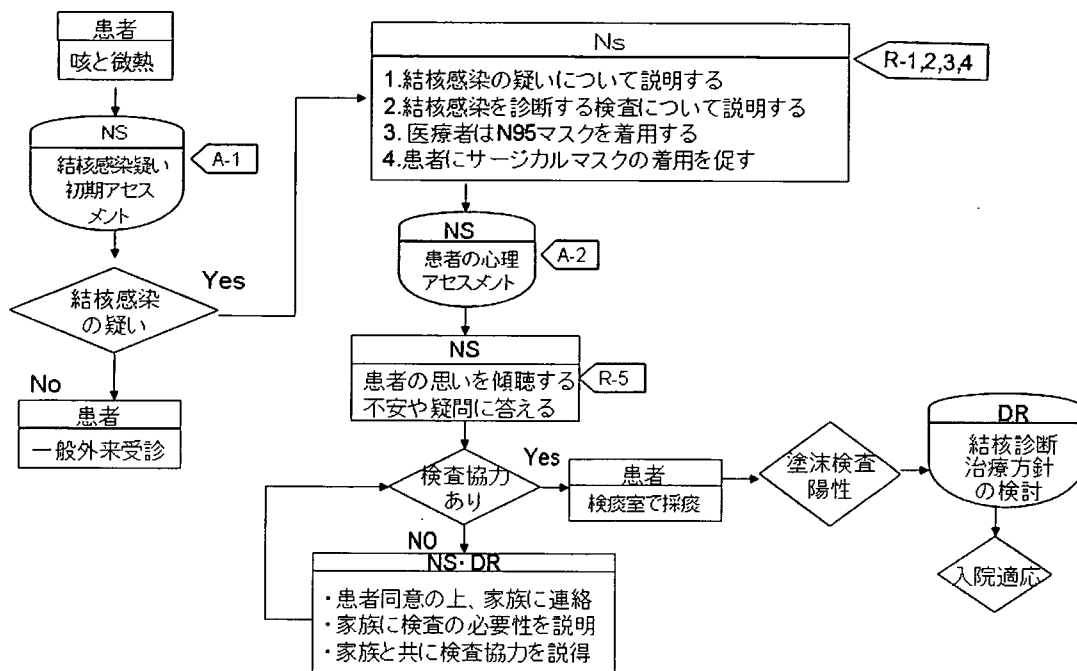 患者
咳と微熱
NS
結核感染疑い
初期アセス
メント
A-1
結核感染
の疑い
Yes
No
患者
一般外来受診
Ns
1.結核感染の疑いについて説明する
2.結核感染を診断する検査について説明する
3. 医療者はN95マスクを着用する
4.患者にサージカルマスクの着用を促す
R-1,2,3,4
NS
患者の心理
アセスメント
A-2
NS
患者の思いを傾聴する
不安や疑問に答える
R-5
検査協力
あり
Yes
NO
NS・DR
・患者同意の上、家族に連絡
・家族に検査の必要性を説明
・家族と共に検査協力を説得
患者
検痰室で採痰
塗沫検査
陽性
DR
結核診断
治療方針
の検討
入院適応